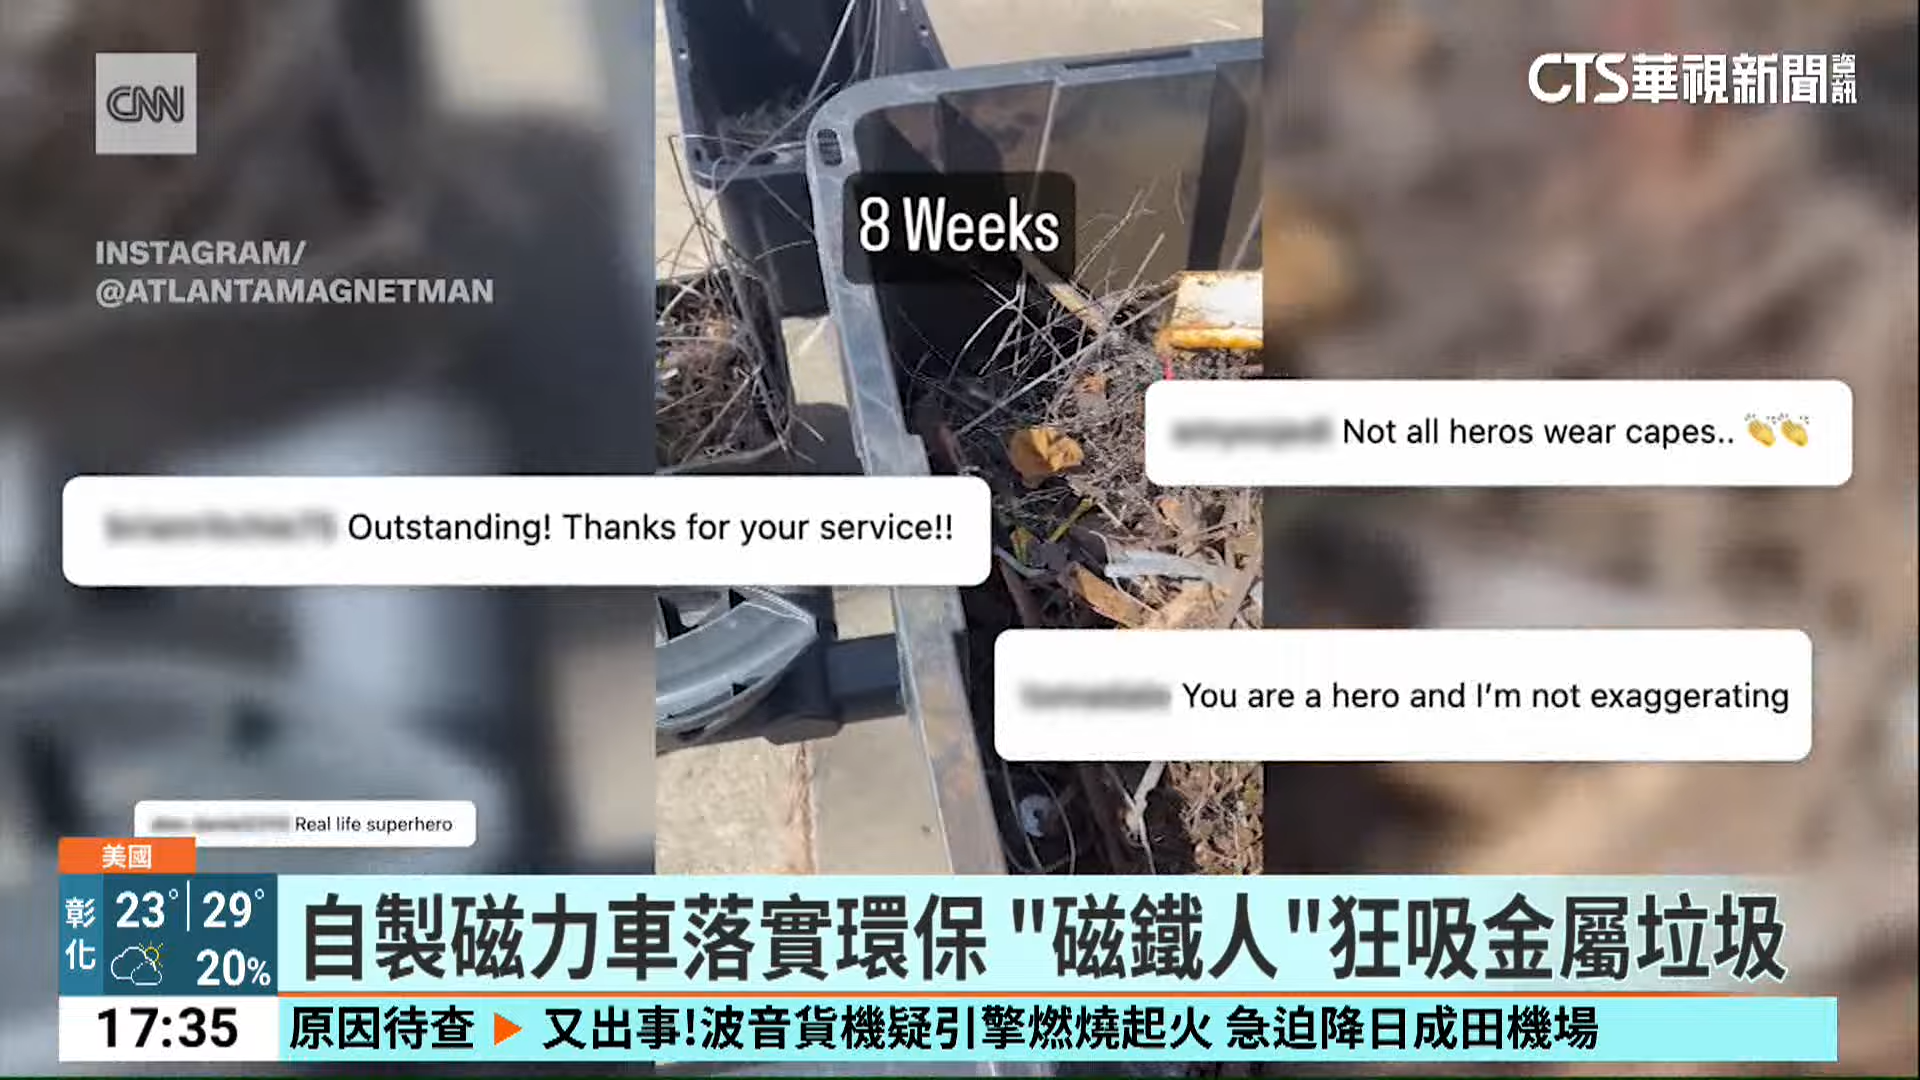 CNN
CTS華視新聞資訊
INSTAGRAM/
@ATLANTAMAGNETMAN
8 Weeks
Not all heros wear capes.. 👏👏
Outstanding! Thanks for your service!!
You are a hero and I'm not exaggerating
Real life superhero
美國
彰化
23° 29°
20%
自製磁力車落實環保 "磁鐵人"狂吸金屬垃圾
17:35
原因待查 ▶ 又出事!波音貨機疑引擎燃燒起火 急迫降日成田機場